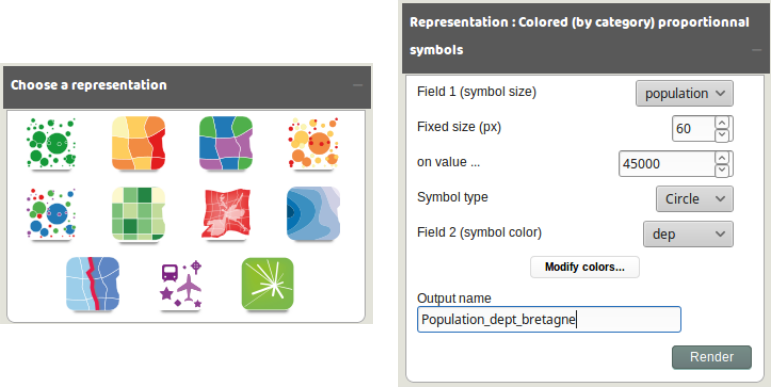 Choose a representation
Representation : Colored (by category) proportionnal
symbols
Field 1 (symbol size)
population
Fixed size (px)
60
on value ...
45000
Symbol type
Circle
Field 2 (symbol color)
dep
Modify colors...
Output name
Population_dept_bretagne
Render